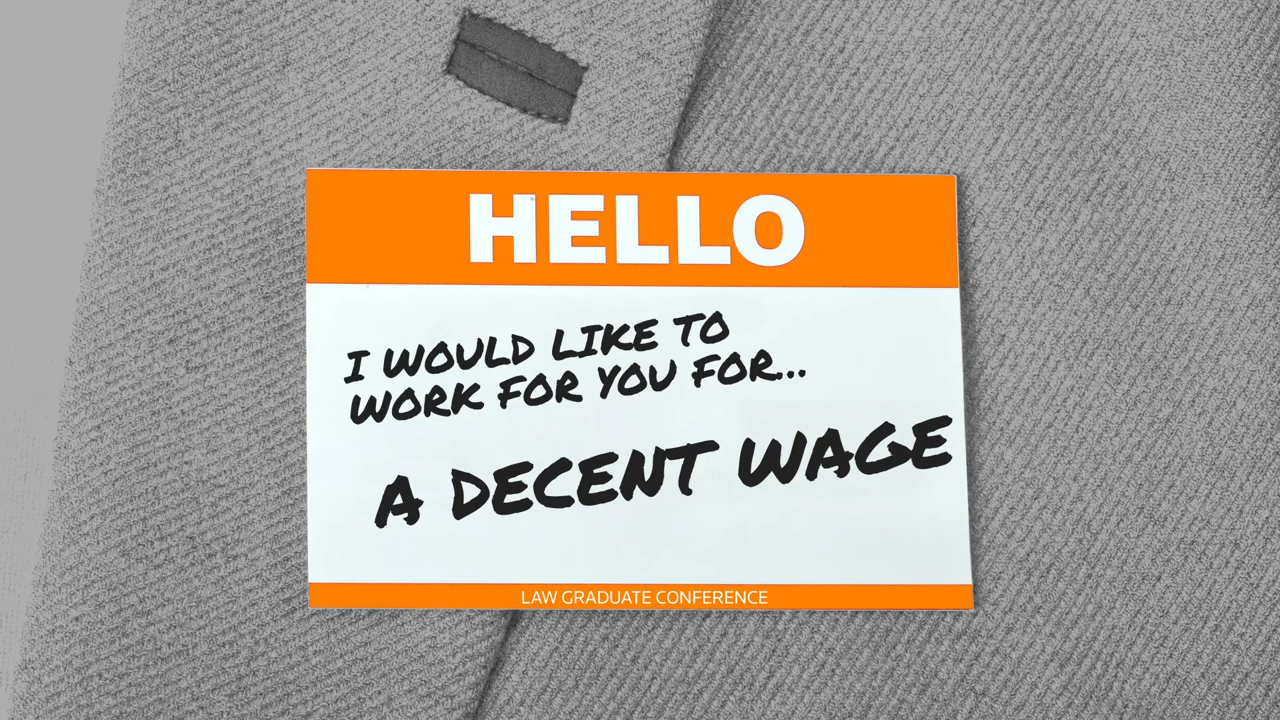 HELLO
I WOULD LIKE TO
WORK FOR YOU FOR...
A DECENT WAGE
LAW GRADUATE CONFERENCE